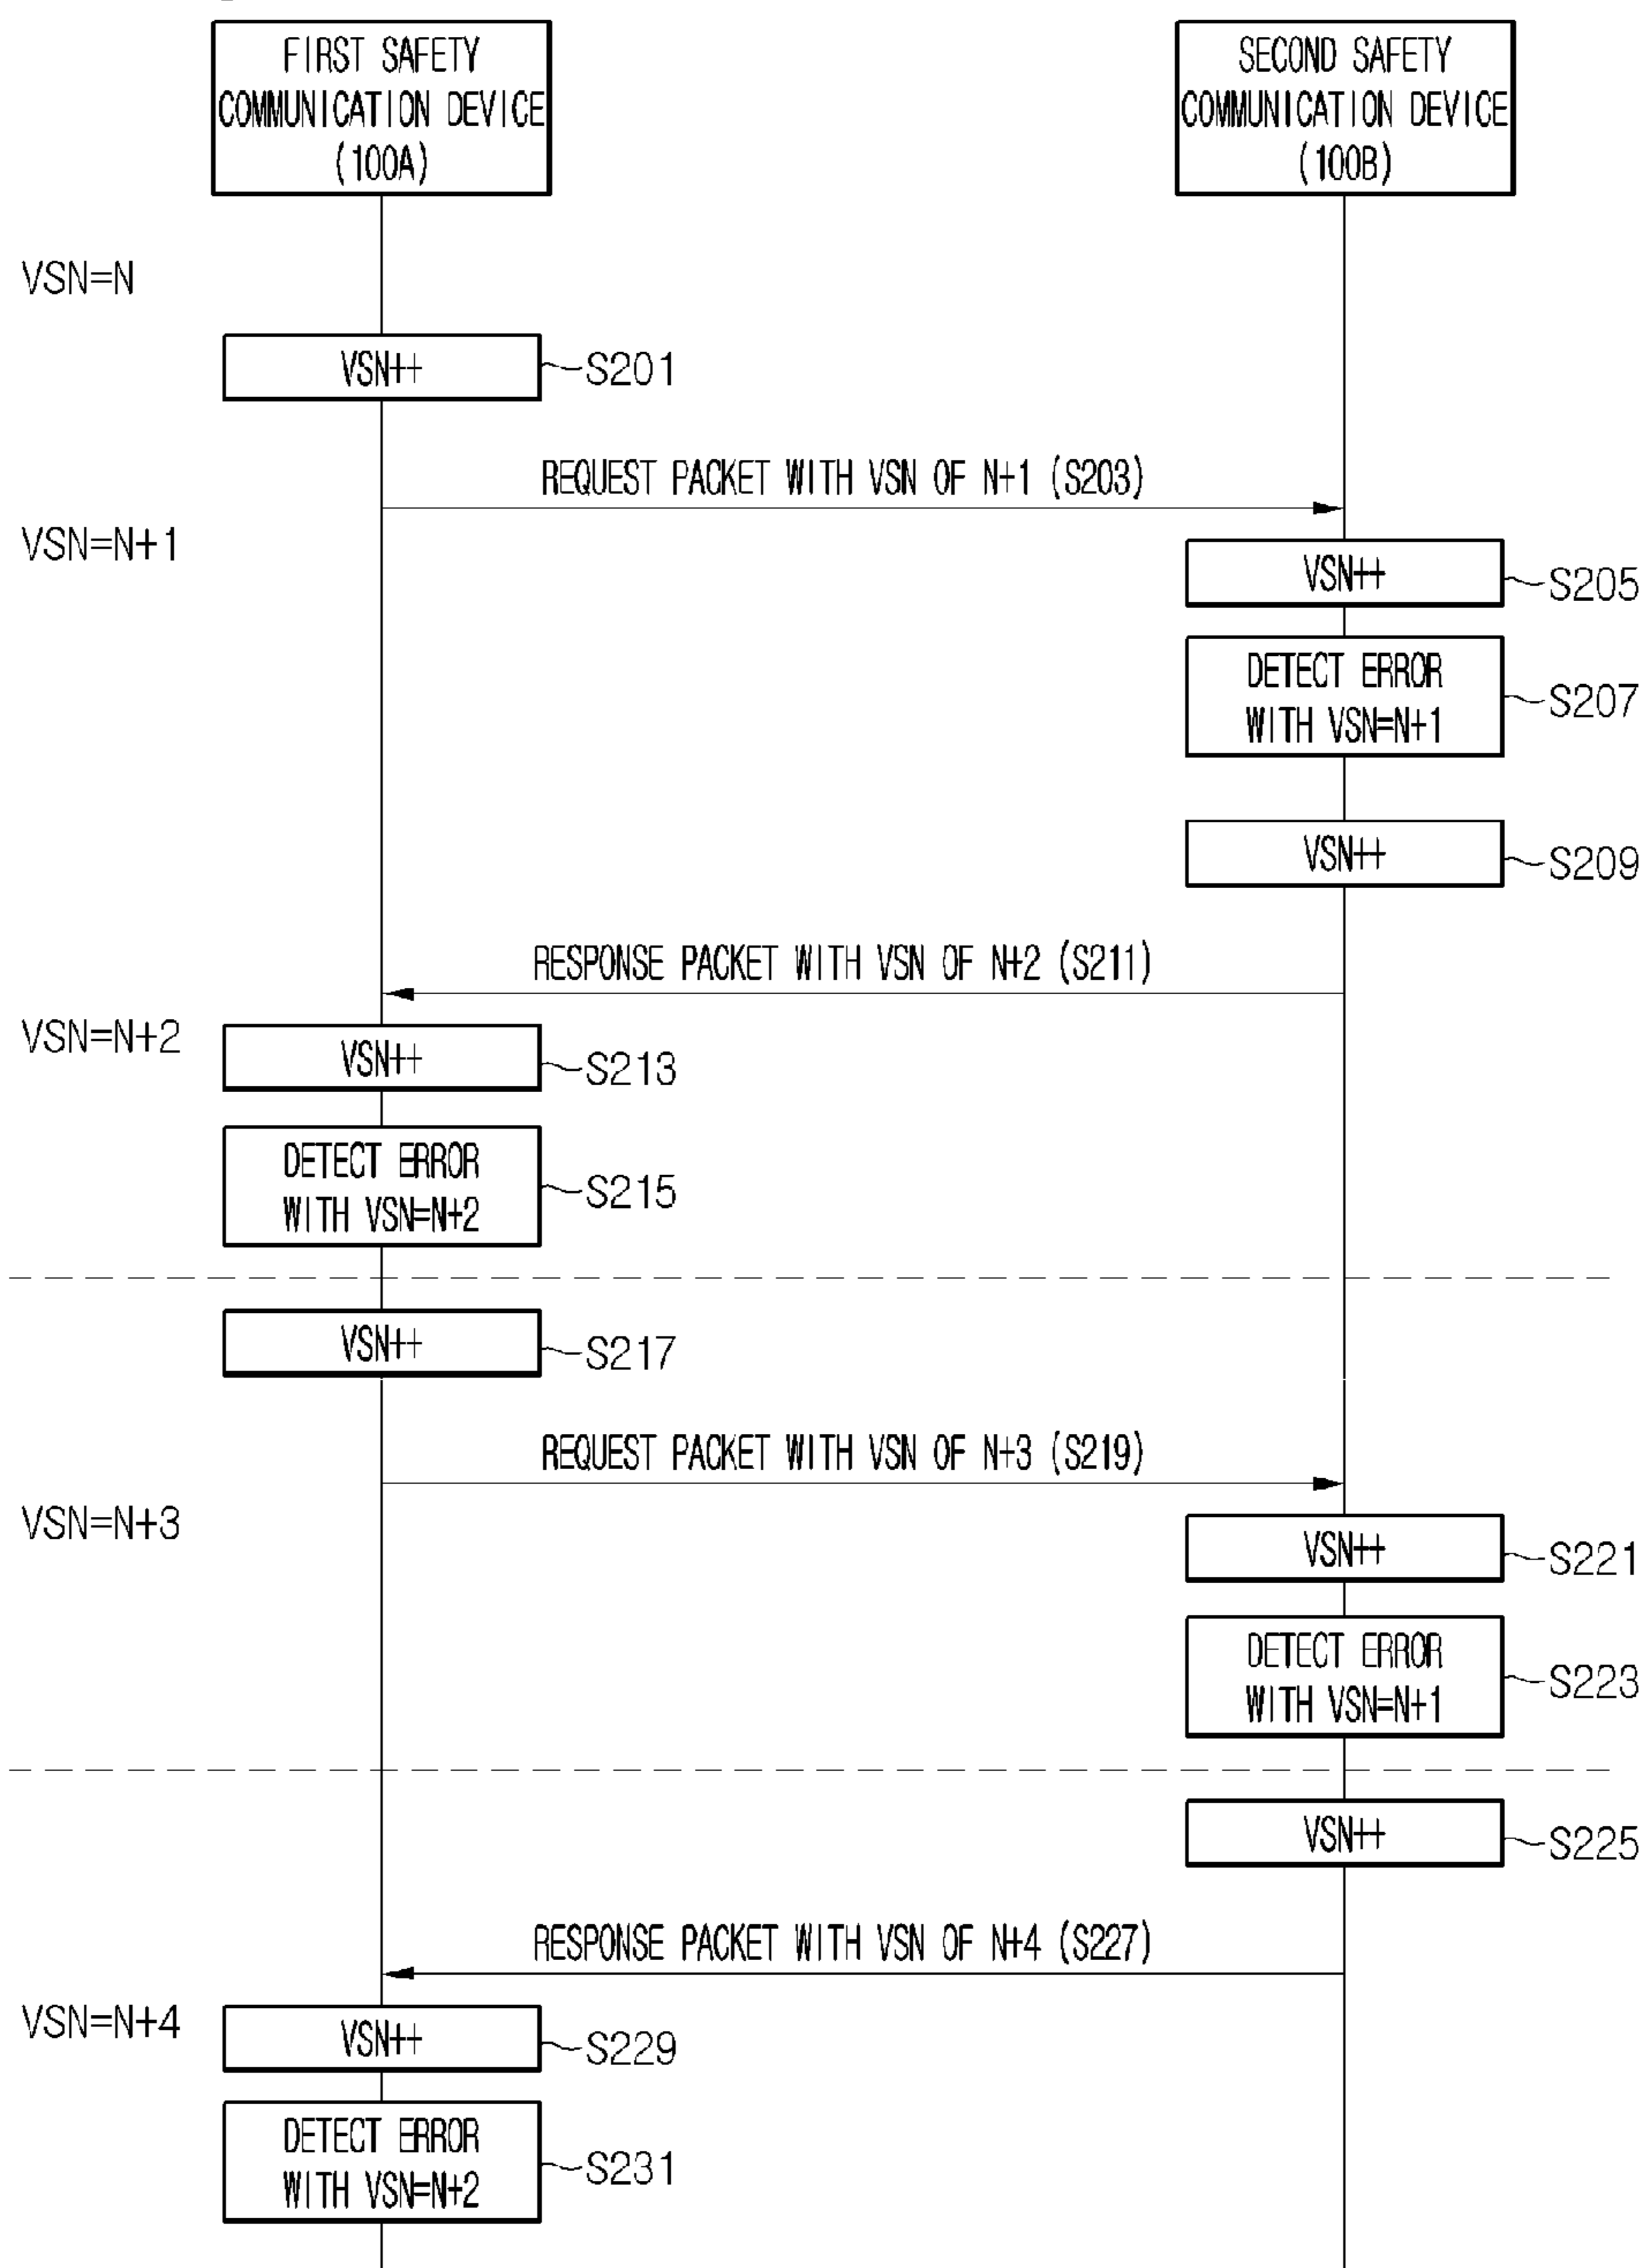 FIRST SAFETY
COMMUNICATION DEVICE
(100A)
SECOND SAFETY
COMMUNICATION DEVICE
(100B)
VSN=N
VSN++
S201
REQUEST PACKET WITH VSN OF N+1 (S203)
VSN=N+1
VSN++
S205
DETECT ERROR
WITH VSN=N+1
S207
VSN++
S209
RESPONSE PACKET WITH VSN OF N+2 (S211)
VSN=N+2
VSN++
S213
DETECT ERROR
WITH VSN=N+2
S215
VSN++
S217
REQUEST PACKET WITH VSN OF N+3 (S219)
VSN=N+3
VSN++
S221
DETECT ERROR
WITH VSN=N+1
S223
VSN++
S225
RESPONSE PACKET WITH VSN OF N+4 (S227)
VSN=N+4
VSN++
S229
DETECT ERROR
WITH VSN=N+2
S231